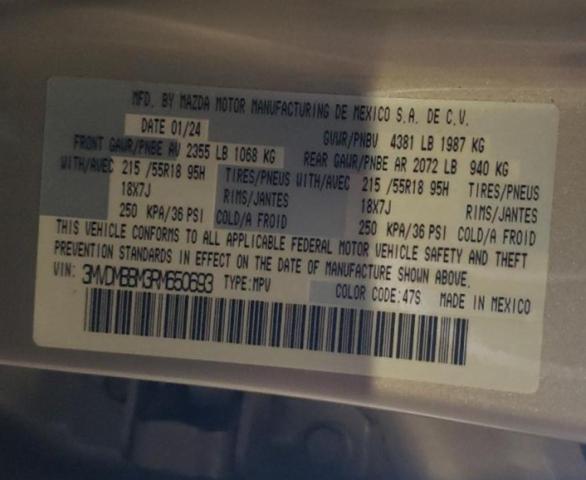 MFD. BY MAZDA MOTOR MANUFACTURING DE MEXICO S.A. DE C.V.
DATE 01/24 GVWR/PNBV 4381 LB 1987 KG
FRONT GAWR/PNBE AV 2355 LB 1068 KG REAR GAWR/PNBE AR 2072 LB 940 KG
WITH/AVEC 215 /55R18 95H TIRES/PNEUS WITH/AVEC 215 /55R18 95H TIRES/PNEUS
18X7J RIMS/JANTES 18X7J RIMS/JANTES
250 KPA/36 PSI COLD/A FROID 250 KPA/36 PSI COLD/A FROID
THIS VEHICLE CONFORMS TO ALL APPLICABLE FEDERAL MOTOR VEHICLE SAFETY AND THEFT
PREVENTION STANDARDS IN EFFECT ON THE DATE OF MANUFACTURE SHOWN ABOVE.
VIN: 3MVDMBBM3RM650693 TYPE:MPV COLOR CODE:47S MADE IN MEXICO